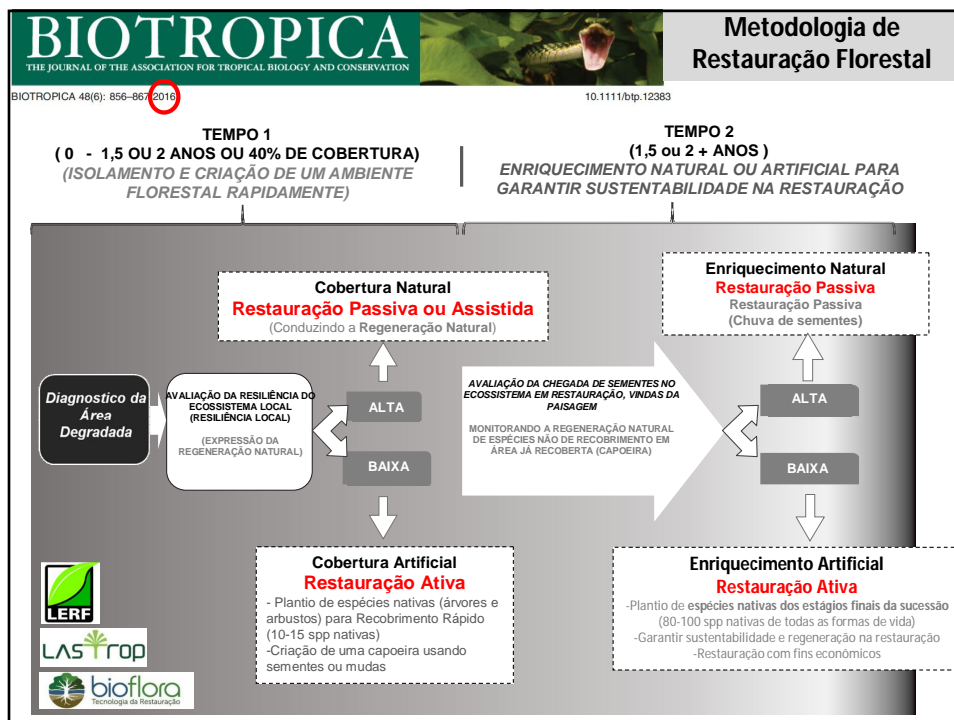 BIOTROPICA
THE JOURNAL OF THE ASSOCIATION FOR TROPICAL BIOLOGY AND CONSERVATION
Metodologia de
Restauração Florestal
BIOTROPICA 48(6): 856–867 2016
10.1111/btp.12383
TEMPO 1
( 0 - 1,5 OU 2 ANOS OU 40% DE COBERTURA)
(ISOLAMENTO E CRIAÇÃO DE UM AMBIENTE
FLORESTAL RAPIDAMENTE)
TEMPO 2
(1,5 ou 2 + ANOS )
ENRIQUECIMENTO NATURAL OU ARTIFICIAL PARA
GARANTIR SUSTENTABILIDADE NA RESTAURAÇÃO
Cobertura Natural
Restauração Passiva ou Assistida
(Conduzindo a Regeneração Natural)
Enriquecimento Natural
Restauração Passiva
Restauração Passiva
(Chuva de sementes)
Diagnostico da
Área
Degradada
AVALIAÇÃO DA RESILIÊNCIA DO
ECOSSISTEMA LOCAL
(RESILIÊNCIA LOCAL)
(EXPRESSÃO DA
REGENERAÇÃO NATURAL)
ALTA
BAIXA
AVALIAÇÃO DA CHEGADA DE SEMENTES NO
ECOSSISTEMA EM RESTAURAÇÃO, VINDAS DA
PAISAGEM
MONITORANDO A REGENERAÇÃO NATURAL
DE ESPÉCIES NÃO DE RECOBRIMENTO EM
ÁREA JÁ RECOBERTA (CAPOEIRA)
ALTA
BAIXA
Cobertura Artificial
Restauração Ativa
- Plantio de espécies nativas (árvores e
arbustos) para Recobrimento Rápido
(10-15 spp nativas)
-Criação de uma capoeira usando
sementes ou mudas
Enriquecimento Artificial
Restauração Ativa
-Plantio de espécies nativas dos estágios finais da sucessão
(80-100 spp nativas de todas as formas de vida)
-Garantir sustentabilidade e regeneração na restauração
-Restauração com fins econômicos
LERF
LASTrop
bioflora
Tecnologia da Restauração